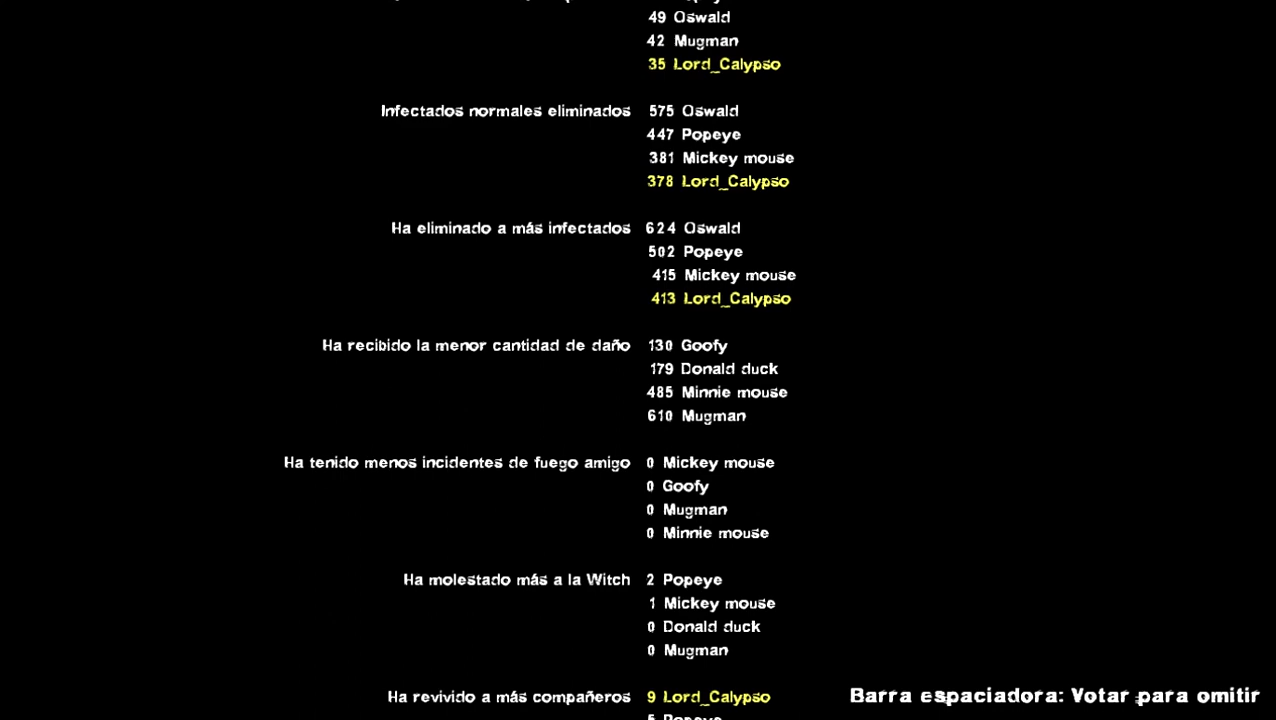 49 Oswald
42 Mugman
35 Lord_Calypso
Infectados normales eliminados 575 Oswald
447 Popeye
381 Mickey mouse
378 Lord_Calypso
Ha eliminado a más infectados 624 Oswald
502 Popeye
415 Mickey mouse
413 Lord_Calypso
Ha recibido la menor cantidad de daño 130 Goofy
179 Donald duck
485 Minnie mouse
610 Mugman
Ha tenido menos incidentes de fuego amigo 0 Mickey mouse
0 Goofy
0 Mugman
0 Minnie mouse
Ha molestado más a la Witch 2 Popeye
1 Mickey mouse
0 Donald duck
0 Mugman
Ha revivido a más compañeros 9 Lord_Calypso
Barra espaciadora: Votar para omitir
5 Popeye